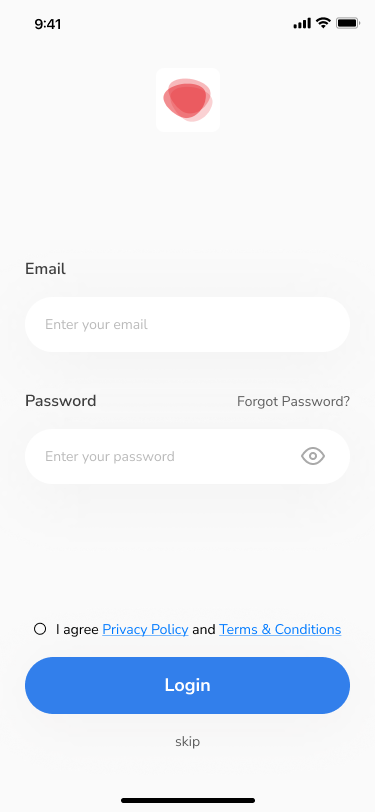 9:41
Email
Enter your email
Password Forgot Password?
Enter your password
I agree Privacy Policy and Terms & Conditions
Login
skip